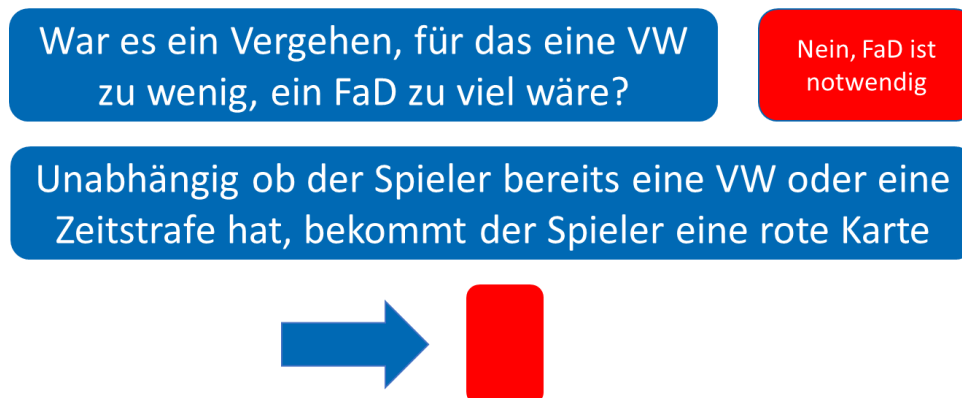 War es ein Vergehen, für das eine VW
zu wenig, ein FaD zu viel wäre?
Nein, FaD ist
notwendig
Unabhängig ob der Spieler bereits eine VW oder eine
Zeitstrafe hat, bekommt der Spieler eine rote Karte